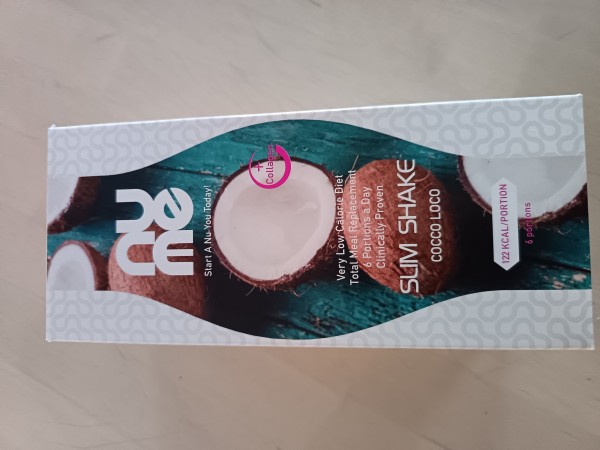 nu
me
Start A Nu You Today!
+
Collagen
Very Low Calorie Diet
Total Meal Replacement
6 Portions a Day
Clinically Proven
SLIM SHAKE
COCCO LOCO
122 KCAL/PORTION
6 portions